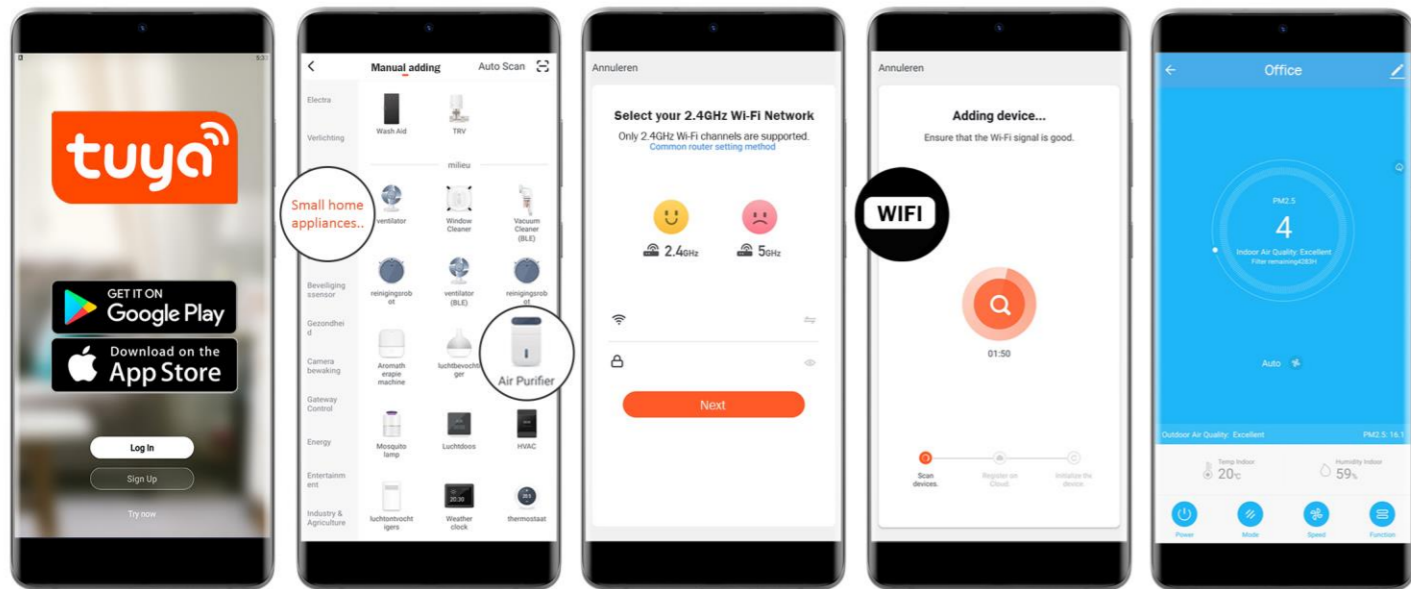 5:33
tuya
GET IT ON
Google Play
Download on the
App Store
Log In
Sign Up
Try now
Manual adding
Auto Scan
Electra
Verlichting
Small home
appliances..
Beveiliging
ssensor
Gezondhei
d
Camera
bewaking
Gateway
Control
Energy
Entertainm
ent
Industry &
Agriculture
Wash Aid
TRV
milieu
ventilator
Window
Cleaner
Vacuum
Cleaner
(BLE)
reinigingsrob
ot
ventilator
(BLE)
reinigingsrob
ot
Aromath
erapie
machine
luchtbevochti
ger
Air Purifier
Mosquito
lamp
Luchtdoos
HVAC
luchtontvocht
igers
20:30
Weather
clock
thermostaat
Annuleren
Select your 2.4GHz Wi-Fi Network
Only 2.4GHz Wi-Fi channels are supported.
Common router setting method
2.4GHz
5GHz
Next
Annuleren
Adding device...
Ensure that the Wi-Fi signal is good.
WIFI
01:50
Scan
devices.
Register on
Cloud.
Initialize the
device.
Office
PM2.5
4
Indoor Air Quality: Excellent
Filter remaining4283H
Auto
Outdoor Air Quality: Excellent
PM2.5: 16.1
Temp Indoor
20℃
Humidity Indoor
59%
Power
Mode
Speed
Function